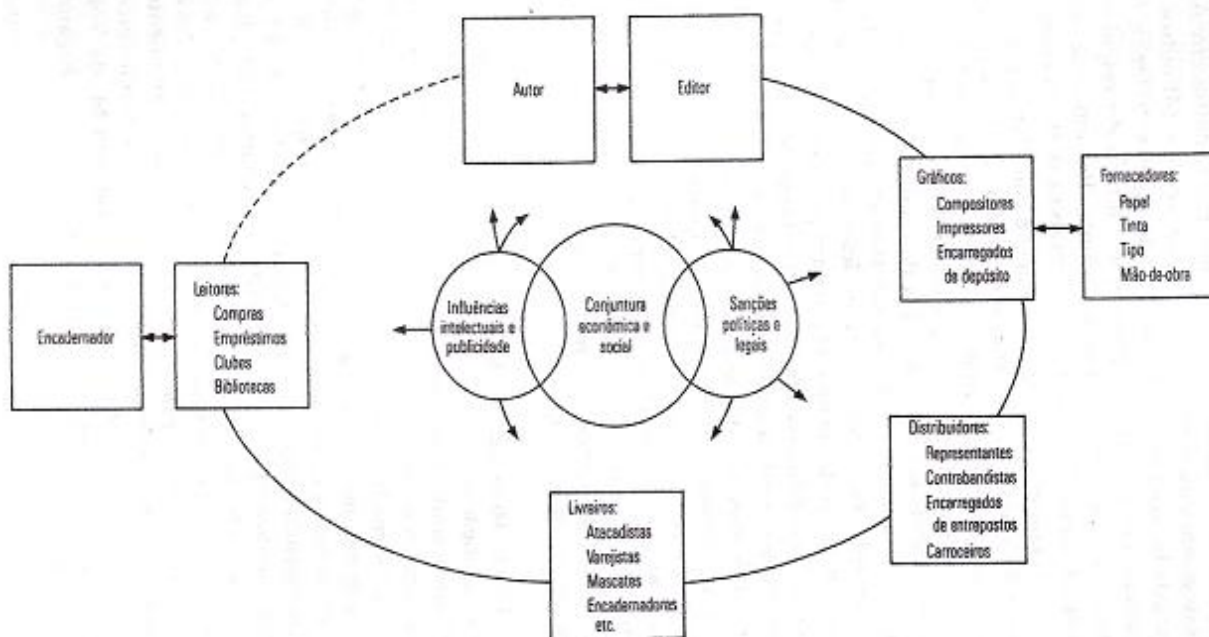 Autor
Editor
Gráficos:
Compositores
Impressores
Encarregados
de depósito
Fornecedores:
Papel
Tinta
Tipo
Mão-de-obra
Encadernador
Leitores:
Compras
Empréstimos
Clubes
Bibliotecas
Influências
intelectuais e
publicidade
Conjuntura
econômica e
social
Sanções
políticas e
legais
Distribuidores:
Representantes
Contrabandistas
Encarregados
de entrepostos
Carroceiros
Livreiros:
Atacadistas
Varejistas
Mascates
Encadernadores
etc.